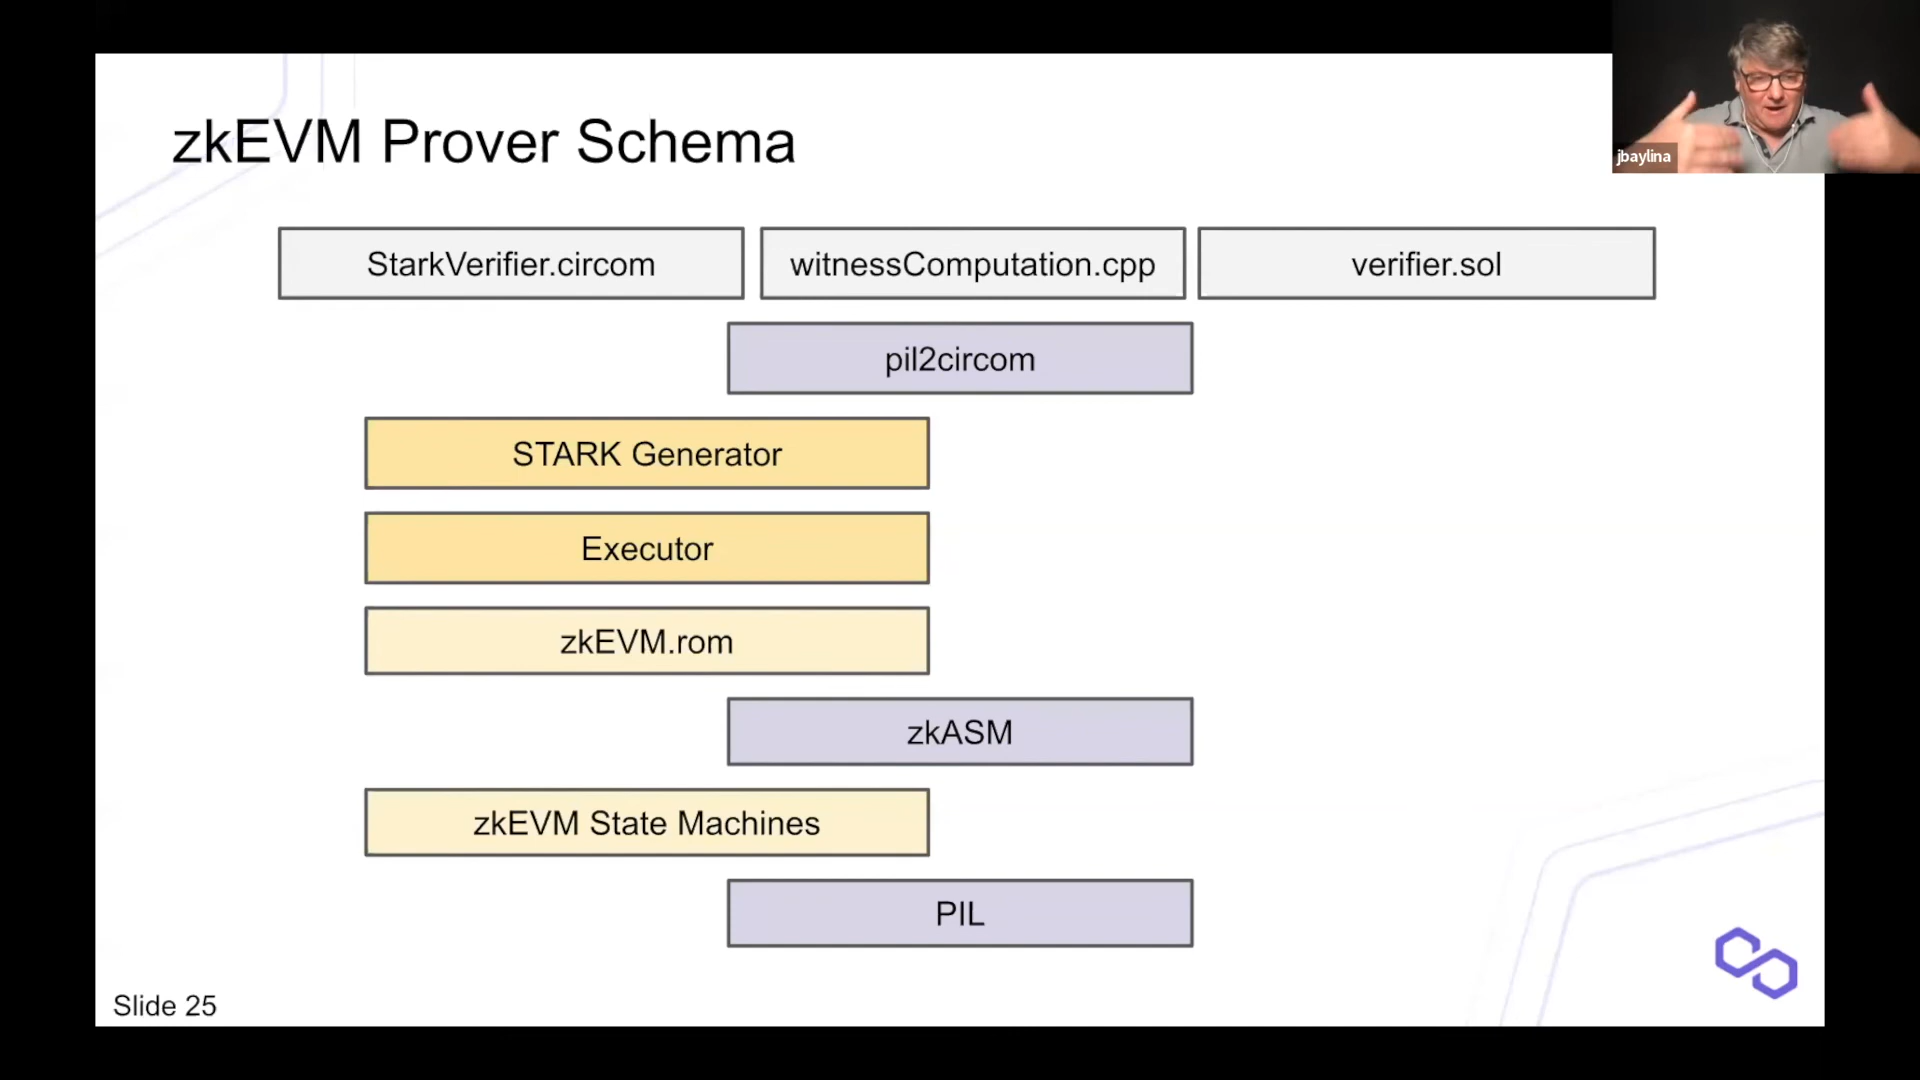 jbaylina
zkEVM Prover Schema
StarkVerifier.circom
witnessComputation.cpp
verifier.sol
pil2circom
STARK Generator
Executor
zkEVM.rom
zkASM
zkEVM State Machines
PIL
Slide 25